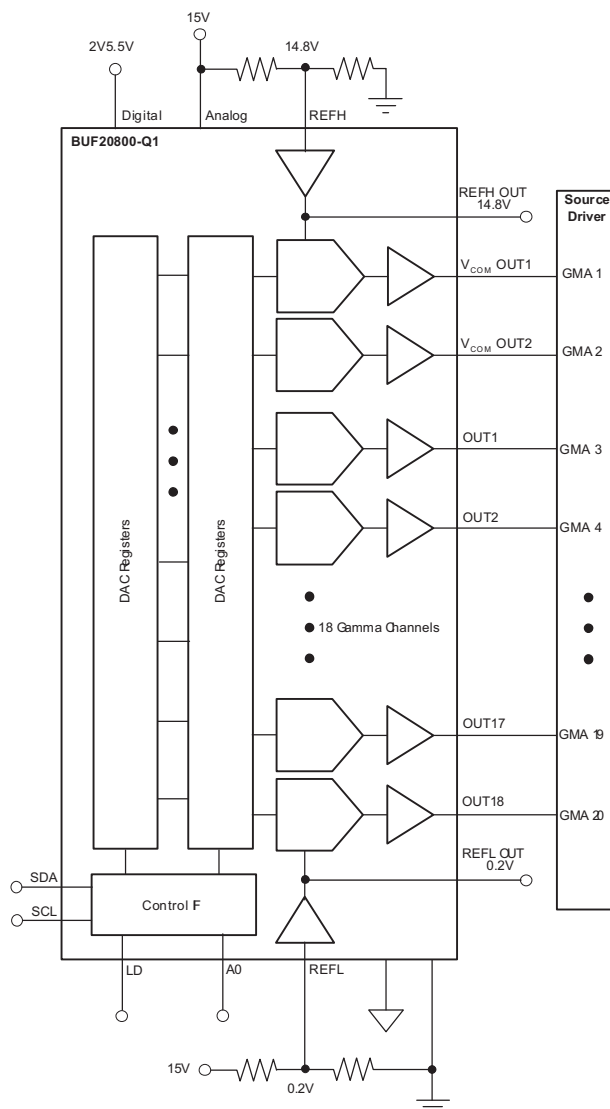 15V
2V5.5V
14.8V
Digital
Analog
REFH
BUF20800-Q1
REFH OUT
14.8V
Source
Driver
VCOM OUT1
GMA 1
VCOM OUT2
GMA 2
OUT1
GMA 3
OUT2
GMA 4
DAC Registers
DAC Registers
18 Gamma Channels
OUT17
GMA 19
OUT18
GMA 20
REFL OUT
0.2V
SDA
SCL
Control IF
LD
A0
REFL
15V
0.2V